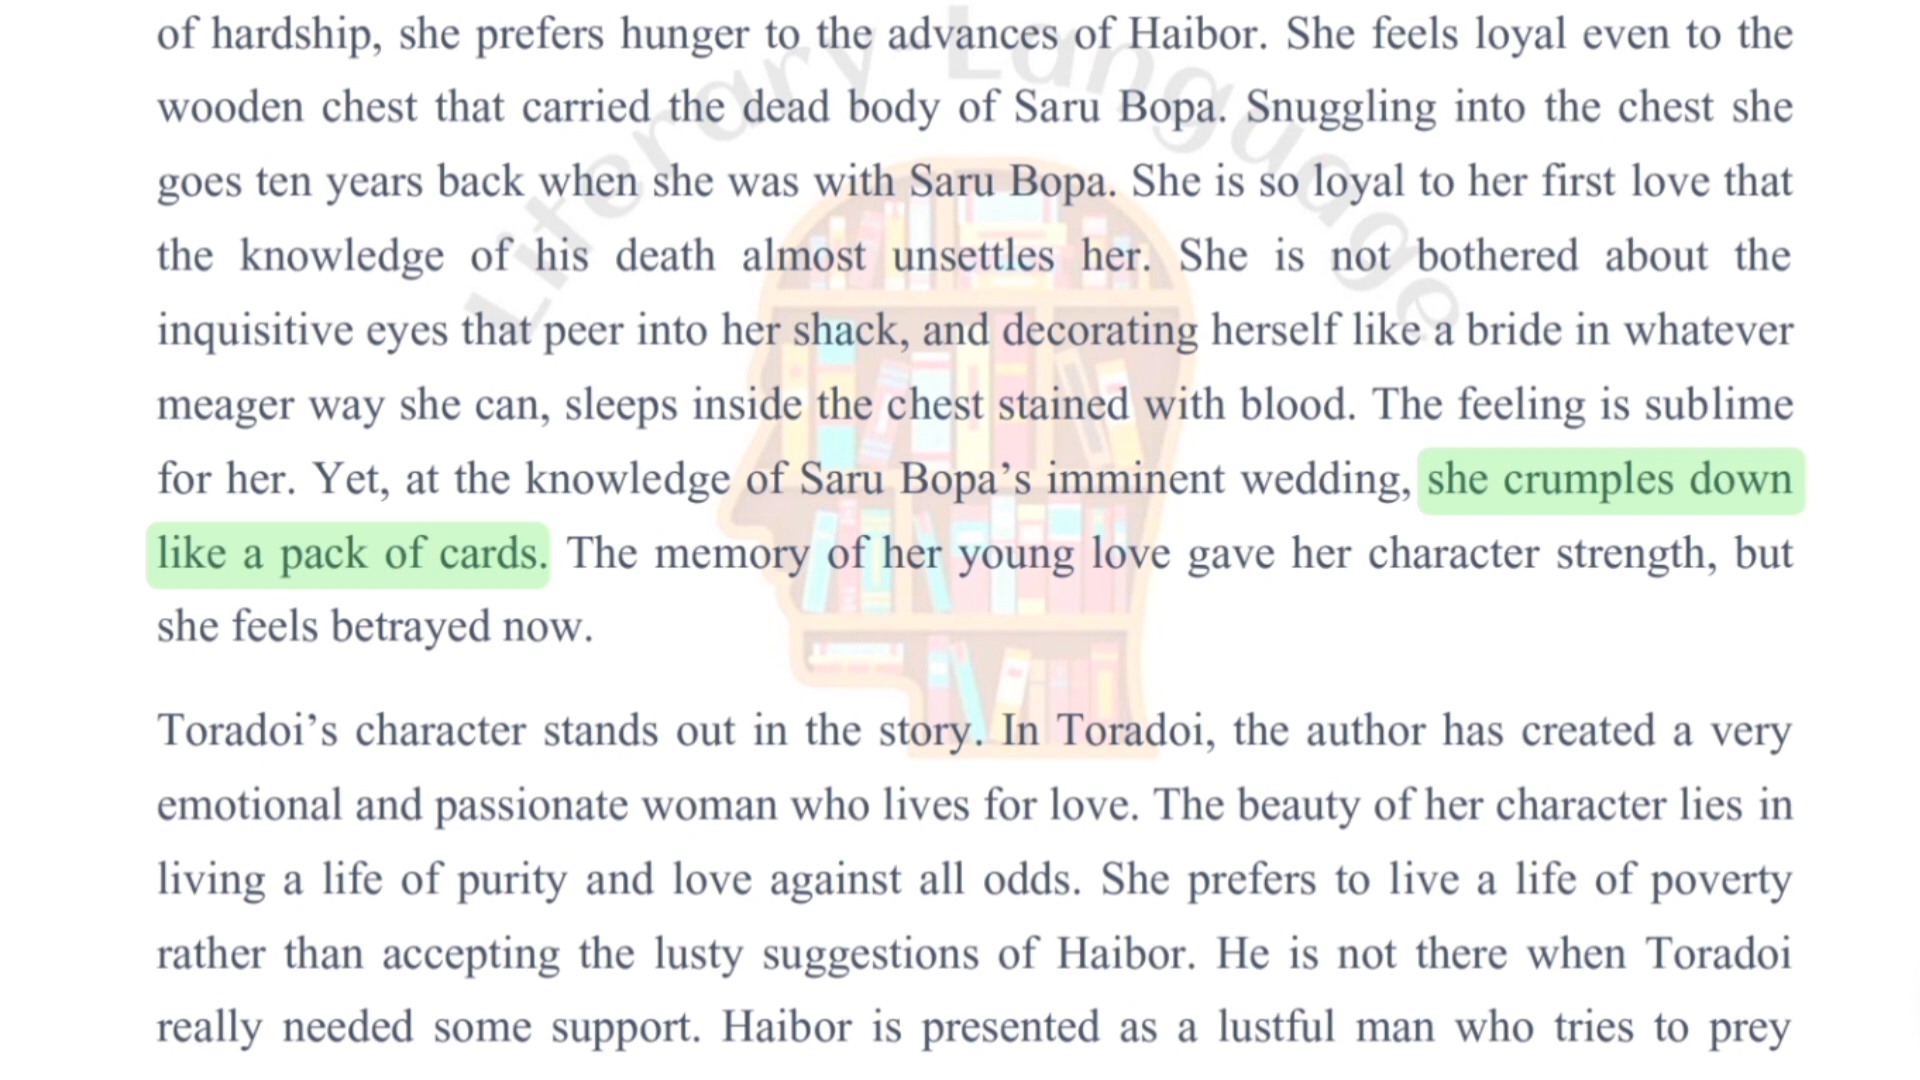 of hardship, she prefers hunger to the advances of Haibor. She feels loyal even to the
wooden chest that carried the dead body of Saru Bopa. Snuggling into the chest she
goes ten years back when she was with Saru Bopa. She is so loyal to her first love that
the knowledge of his death almost unsettles her. She is not bothered about the
inquisitive eyes that peer into her shack, and decorating herself like a bride in whatever
meager way she can, sleeps inside the chest stained with blood. The feeling is sublime
for her. Yet, at the knowledge of Saru Bopa’s imminent wedding, she crumples down
like a pack of cards. The memory of her young love gave her character strength, but
she feels betrayed now.
Toradoi’s character stands out in the story. In Toradoi, the author has created a very
emotional and passionate woman who lives for love. The beauty of her character lies in
living a life of purity and love against all odds. She prefers to live a life of poverty
rather than accepting the lusty suggestions of Haibor. He is not there when Toradoi
really needed some support. Haibor is presented as a lustful man who tries to prey
Literary Language